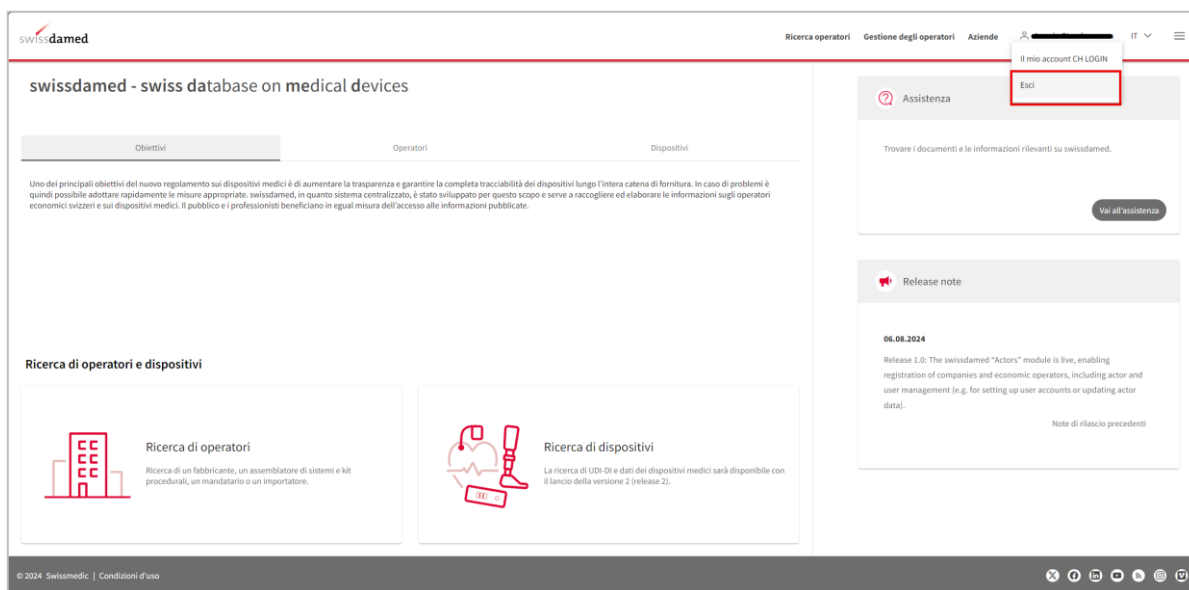 swissdamed
Ricerca operatori Gestione degli operatori Aziende IT
Il mio account CH LOGIN
Esci
swissdamed - swiss database on medical devices
Obiettivi Operatori Dispositivi
Uno dei principali obiettivi del nuovo regolamento sui dispositivi medici è di aumentare la trasparenza e garantire la completa tracciabilità dei dispositivi lungo l'intera catena di fornitura. In caso di problemi è
quindi possibile adottare rapidamente le misure appropriate. swissdamed, in quanto sistema centralizzato, è stato sviluppato per questo scopo e serve a raccogliere ed elaborare le informazioni sugli operatori
economici svizzeri e sui dispositivi medici. Il pubblico e i professionisti beneficiano in egual misura dell'accesso alle informazioni pubblicate.
Assistenza
Trovare i documenti e le informazioni rilevanti su swissdamed.
Vai all'assistenza
Release note
06.08.2024
Release 1.0: The swissdamed "Actors" module is live, enabling
registration of companies and economic operators, including actor and
user management (e.g. for setting up user accounts or updating actor
data).
Note di rilascio precedenti
Ricerca di operatori e dispositivi
Ricerca di operatori
Ricerca di un fabbricante, un assemblatore di sistemi e kit
procedurali, un mandatario o un importatore.
Ricerca di dispositivi
La ricerca di UDI-DI e dati dei dispositivi medici sarà disponibile con
il lancio della versione 2 (release 2).
© 2024 Swissmedic | Condizioni d'uso